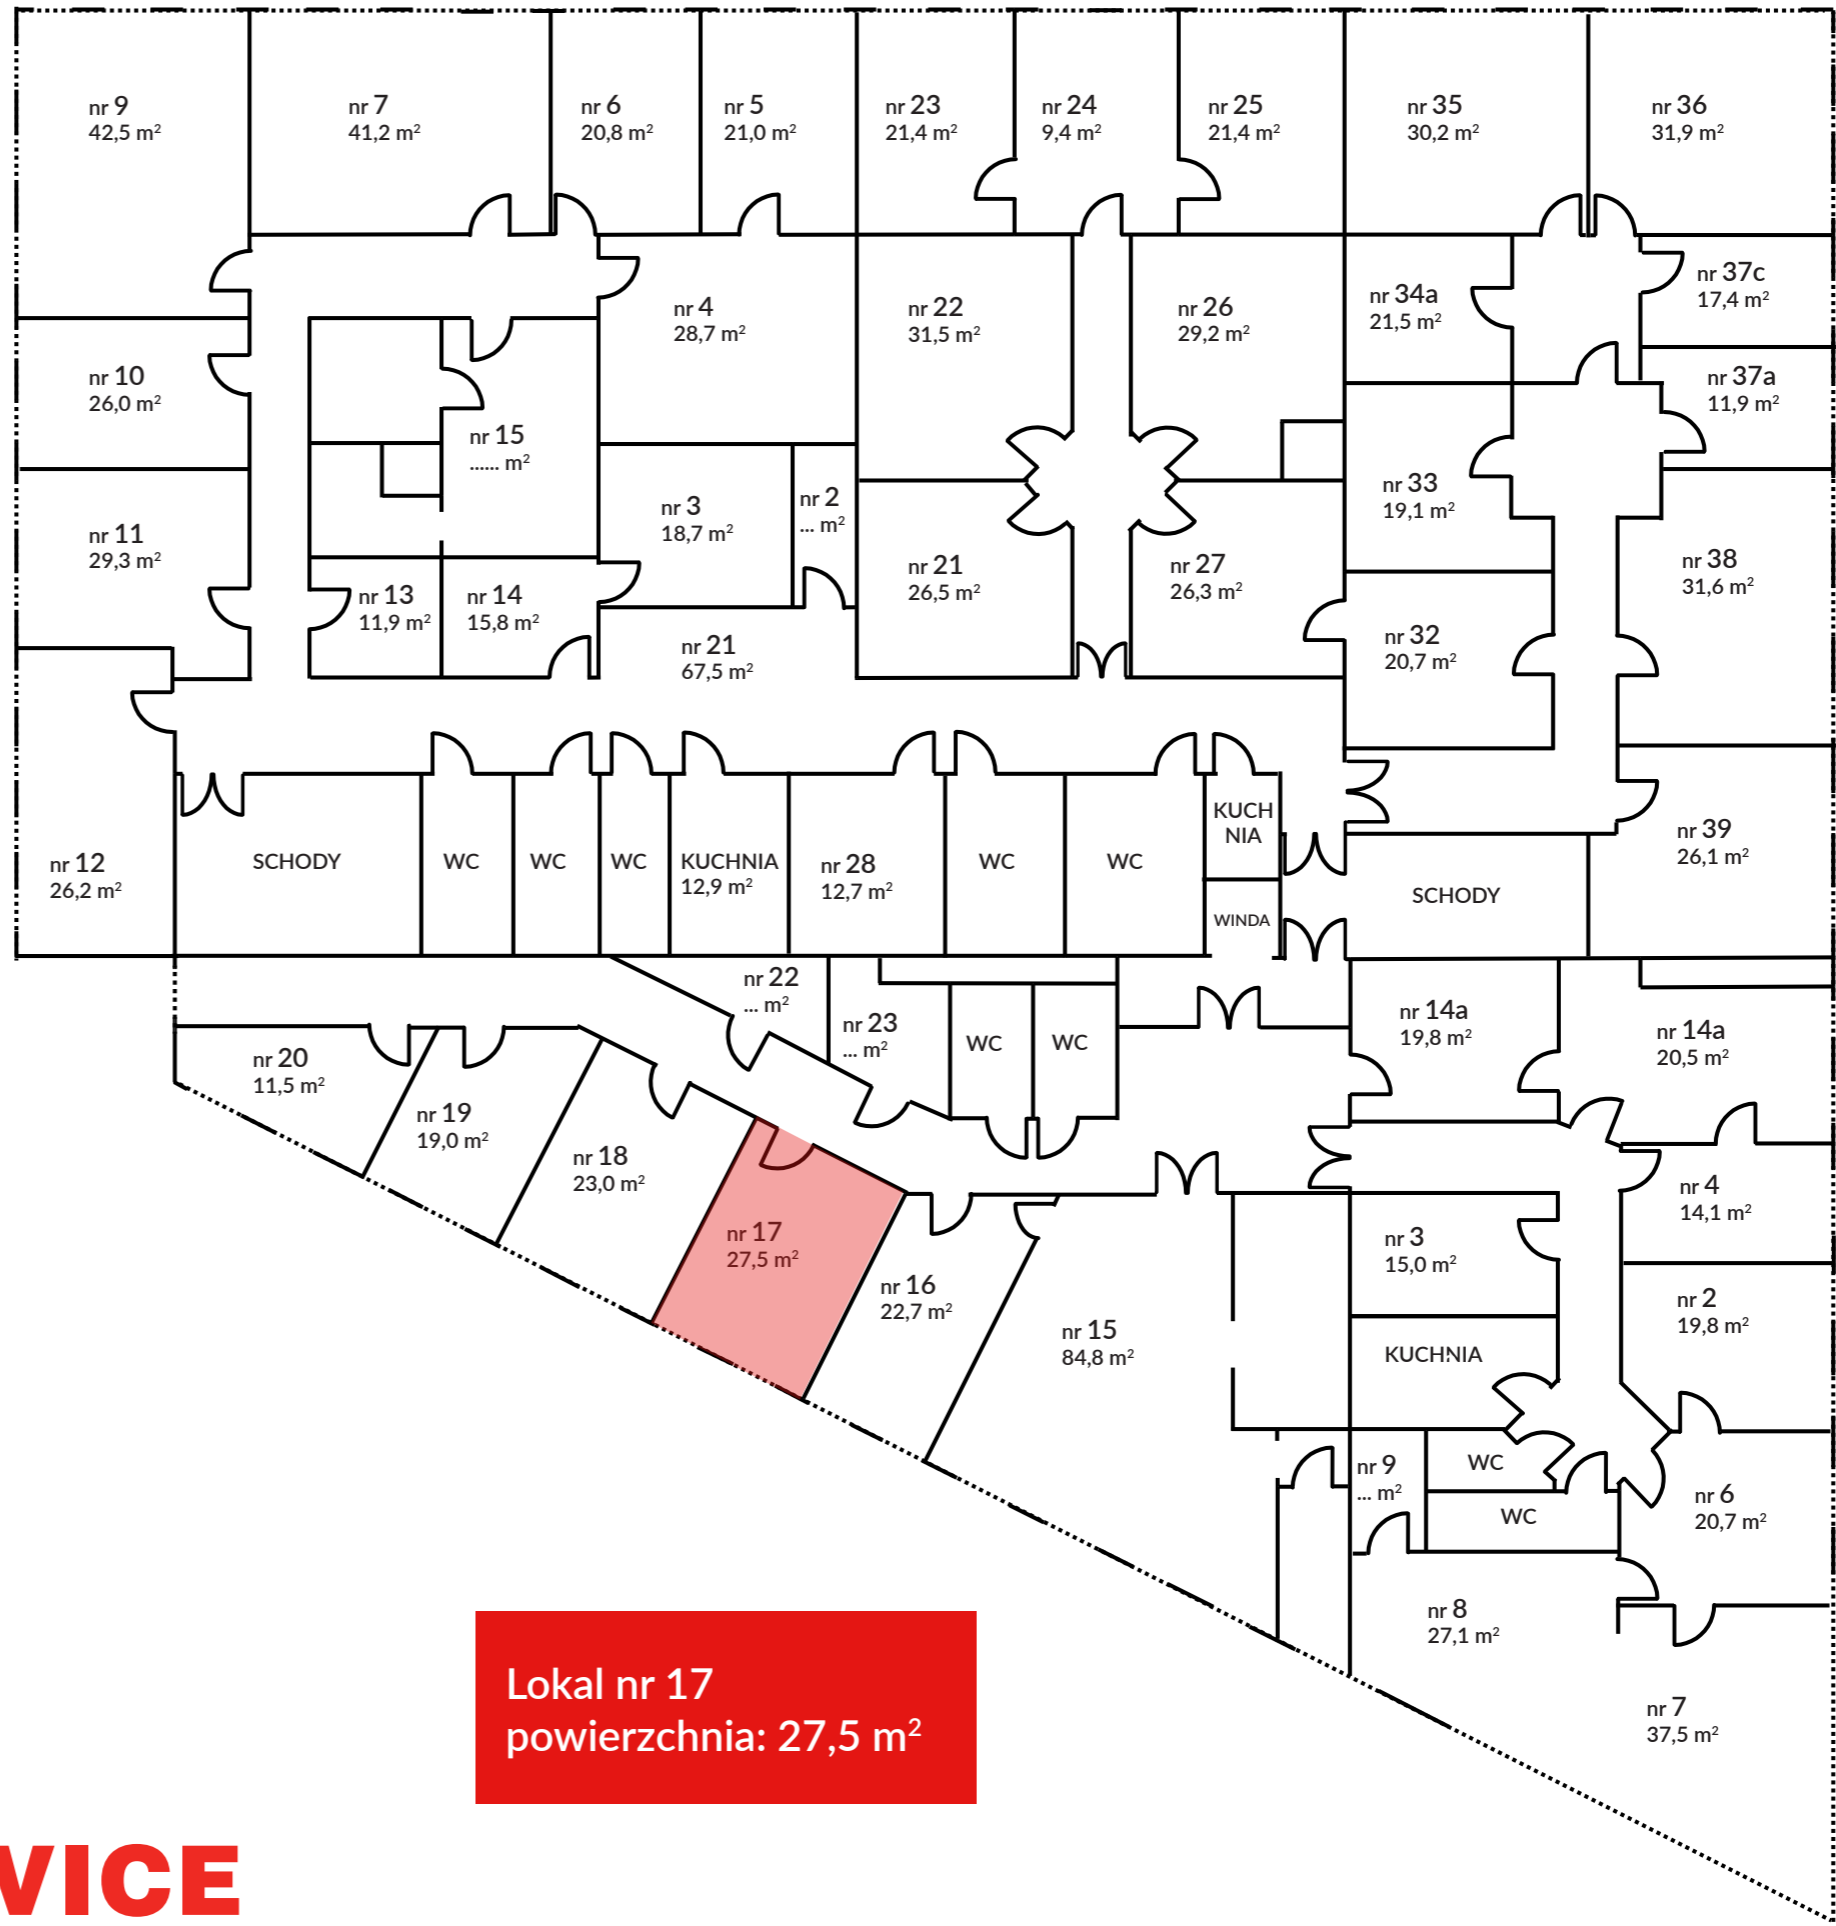 nr 9
42,5 m²
nr 7
41,2 m²
nr 6
20,8 m²
nr 5
21,0 m²
nr 23
21,4 m²
nr 24
9,4 m²
nr 25
21,4 m²
nr 35
30,2 m²
nr 36
31,9 m²
nr 4
28,7 m²
nr 22
31,5 m²
nr 26
29,2 m²
nr 34a
21,5 m²
nr 37c
17,4 m²
nr 10
26,0 m²
nr 37a
11,9 m²
nr 15
...... m²
nr 3
18,7 m²
nr 2
... m²
nr 33
19,1 m²
nr 11
29,3 m²
nr 21
26,5 m²
nr 27
26,3 m²
nr 38
31,6 m²
nr 13
11,9 m²
nr 14
15,8 m²
nr 21
67,5 m²
nr 32
20,7 m²
nr 12
26,2 m²
SCHODY
WC
WC
WC
KUCHNIA
12,9 m²
nr 28
12,7 m²
WC
WC
KUCH
NIA
WINDA
SCHODY
nr 39
26,1 m²
nr 22
... m²
nr 23
... m²
WC
WC
nr 14a
19,8 m²
nr 14a
20,5 m²
nr 20
11,5 m²
nr 19
19,0 m²
nr 18
23,0 m²
nr 17
27,5 m²
nr 16
22,7 m²
nr 15
84,8 m²
nr 3
15,0 m²
nr 4
14,1 m²
KUCHNIA
nr 2
19,8 m²
nr 9
... m²
WC
WC
nr 6
20,7 m²
nr 8
27,1 m²
nr 7
37,5 m²
Lokal nr 17
powierzchnia: 27,5 m²
VICE